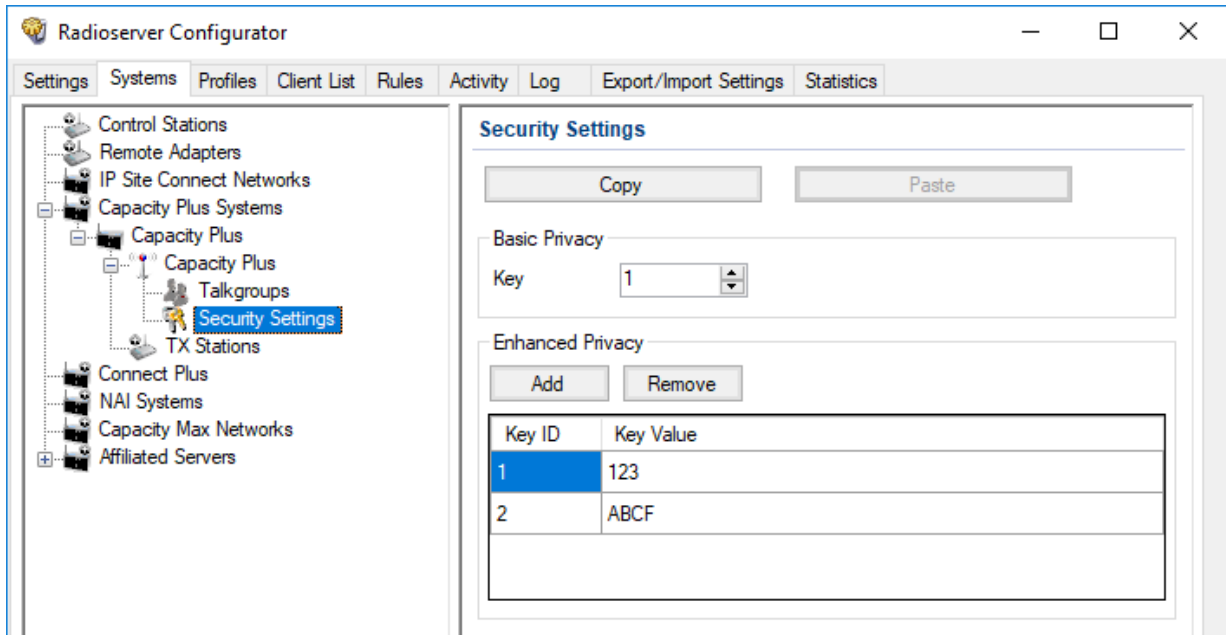 Radioserver Configurator
Settings Systems Profiles Client List Rules Activity Log Export/Import Settings Statistics
Control Stations
Remote Adapters
IP Site Connect Networks
Capacity Plus Systems
Capacity Plus
Capacity Plus
Talkgroups
Security Settings
TX Stations
Connect Plus
NAI Systems
Capacity Max Networks
Affiliated Servers
Security Settings
Copy Paste
Basic Privacy
Key 1
Enhanced Privacy
Add Remove
Key ID Key Value
1 123
2 ABCF